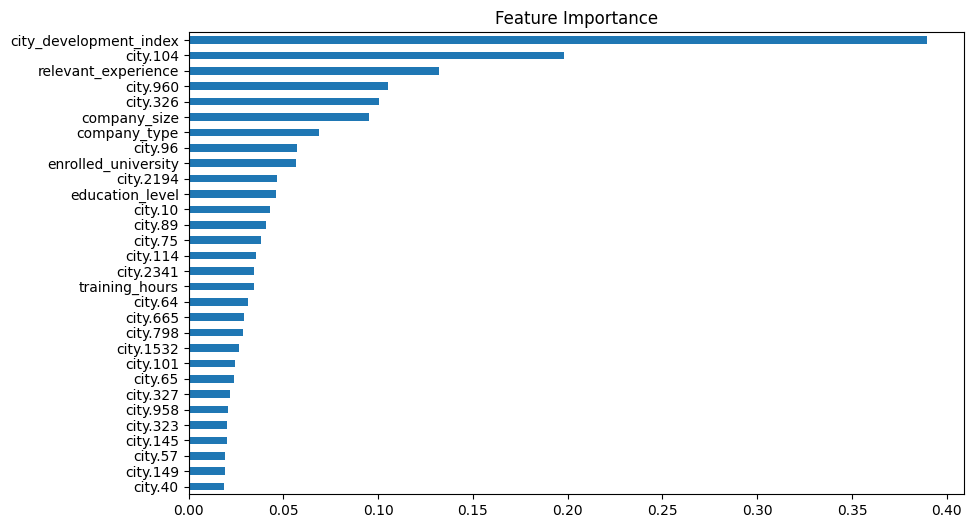 Feature Importance
city_development_index
city.104
relevant_experience
city.960
city.326
company_size
company_type
city.96
enrolled_university
city.2194
education_level
city.10
city.89
city.75
city.114
city.2341
training_hours
city.64
city.665
city.798
city.1532
city.101
city.65
city.327
city.958
city.323
city.145
city.57
city.149
city.40
0.00 0.05 0.10 0.15 0.20 0.25 0.30 0.35 0.40